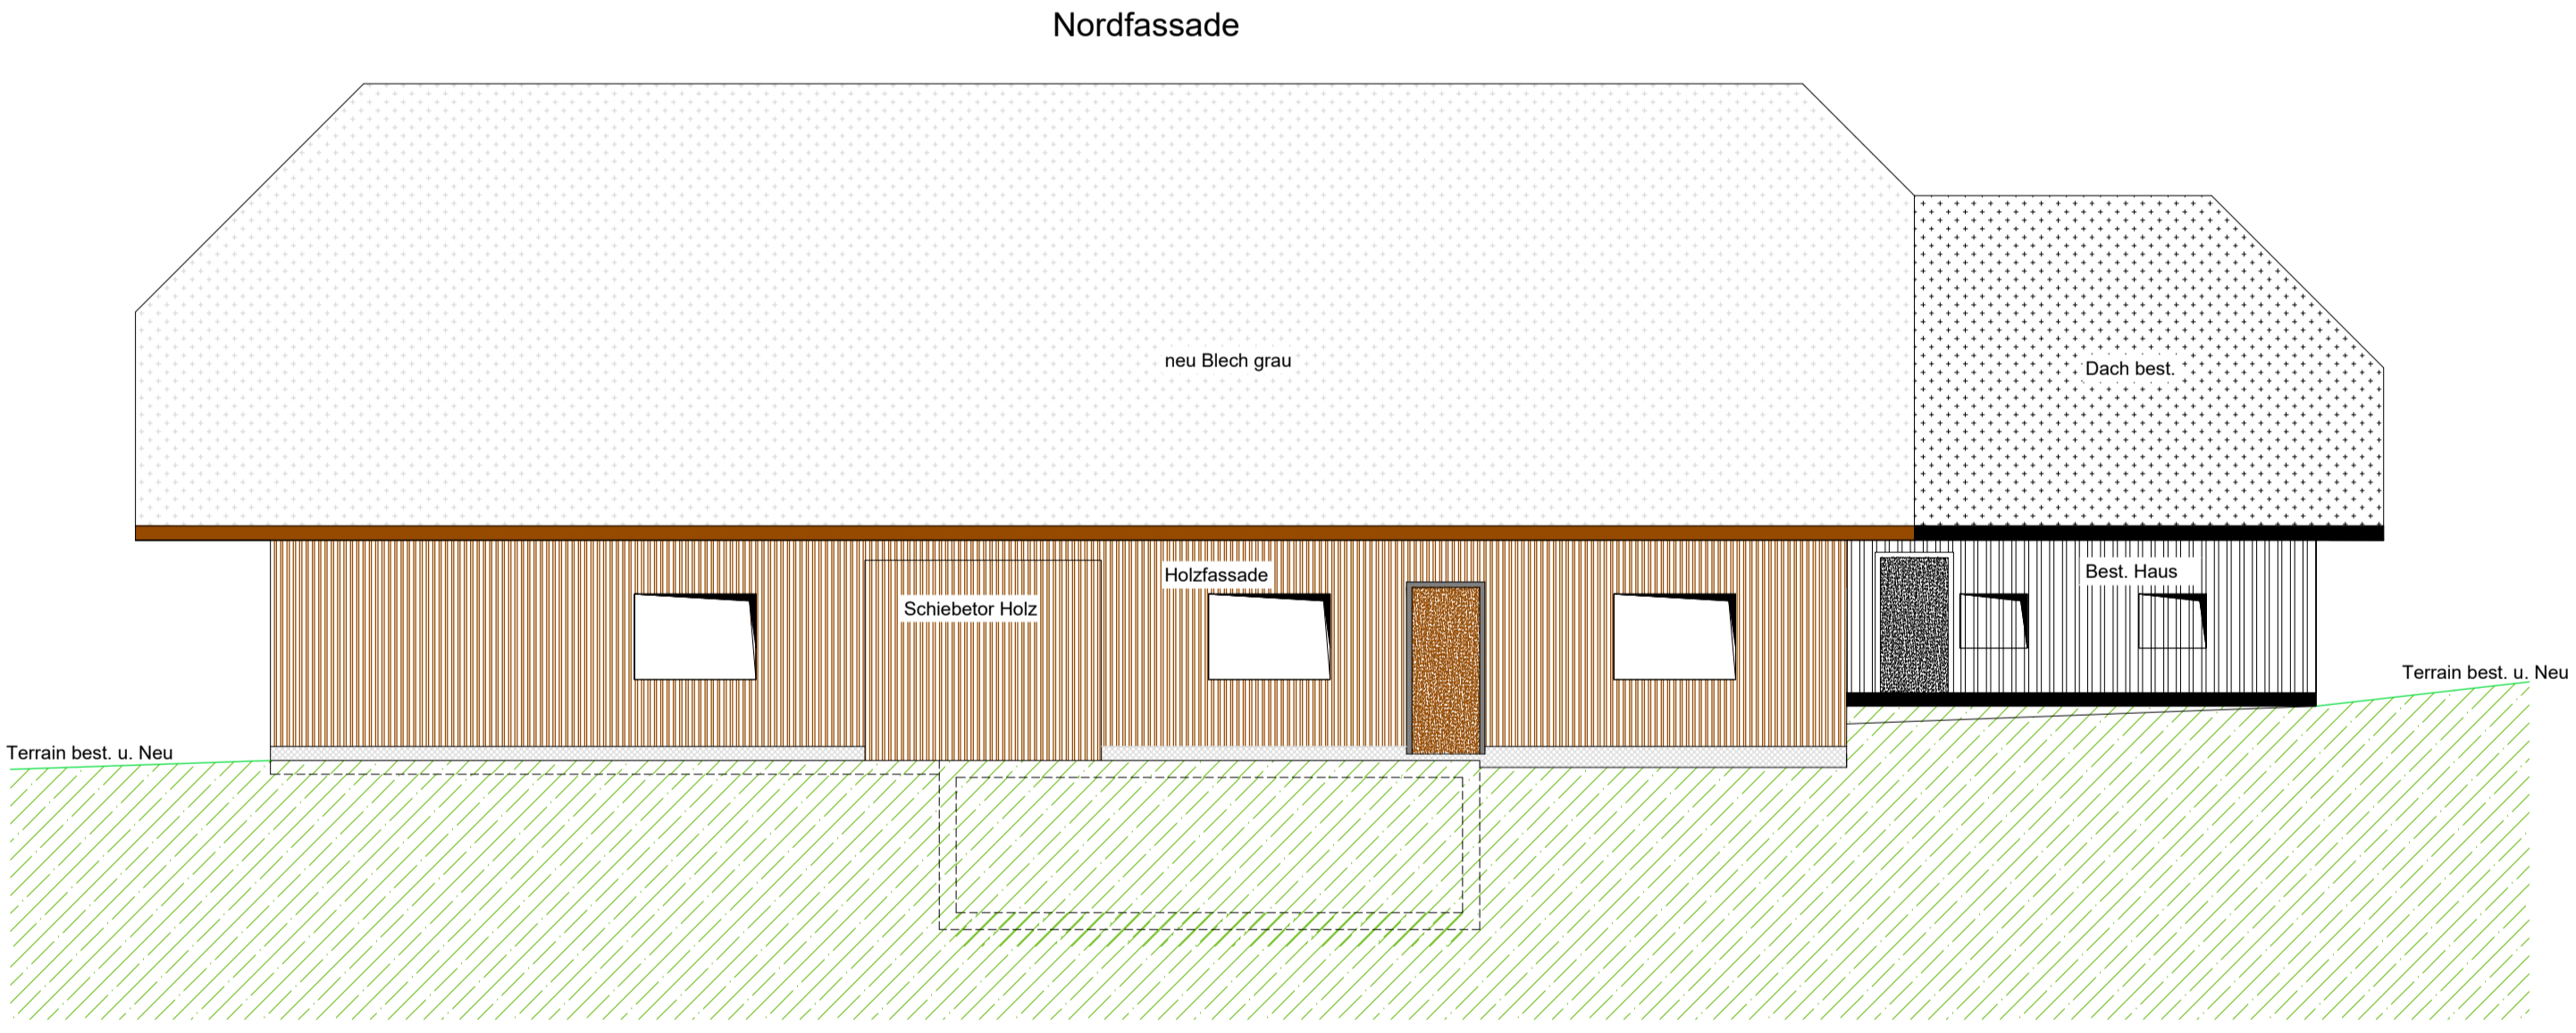 Nordfassade
neu Blech grau
Dach best.
Holzfassade
Best. Haus
Schiebetor Holz
Terrain best. u. Neu
Terrain best. u. Neu